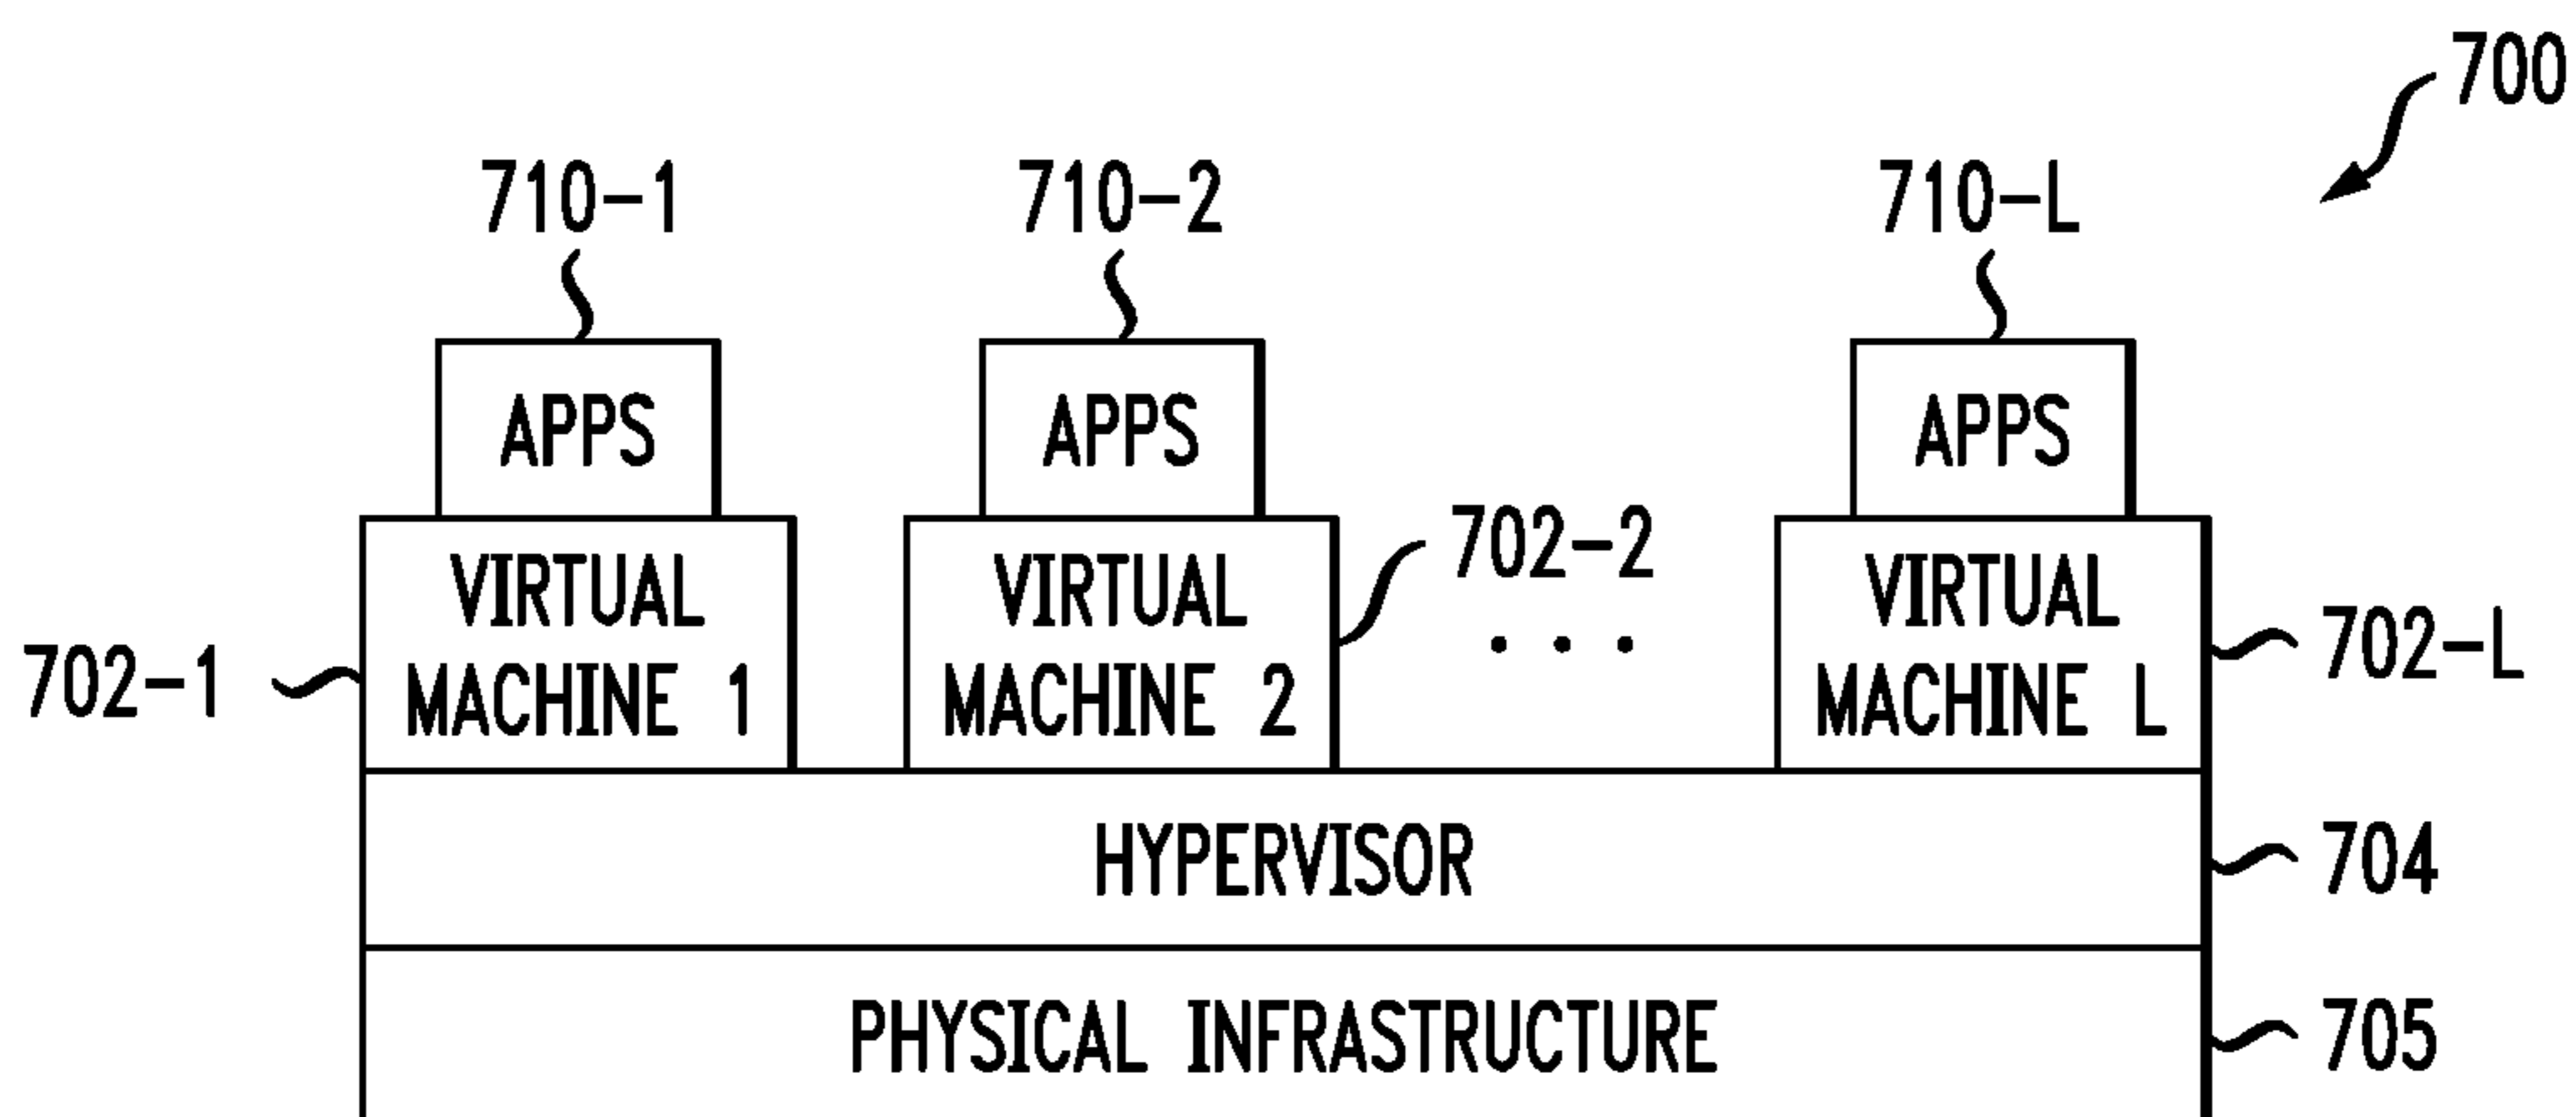 700
710-1
710-2
710-L
APPS
APPS
APPS
702-2
VIRTUAL
MACHINE 1
VIRTUAL
MACHINE 2
. . .
VIRTUAL
MACHINE L
702-1
702-L
HYPERVISOR
704
PHYSICAL INFRASTRUCTURE
705